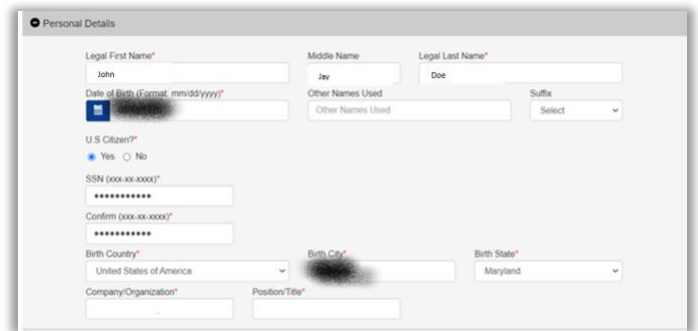 Personal Details
Legal First Name* Middle Name Legal Last Name*
John Jay Doe
Date of Birth (Format: mm/dd/yyyy)* Other Names Used Suffix
Other Names Used Select
U.S Citizen?*
Yes No
SSN (xxx-xx-xxxx)*
•••••••••••
Confirm (xxx-xx-xxxx)*
•••••••••••
Birth Country* Birth City* Birth State*
United States of America Maryland
Company/Organization* Position/Title*